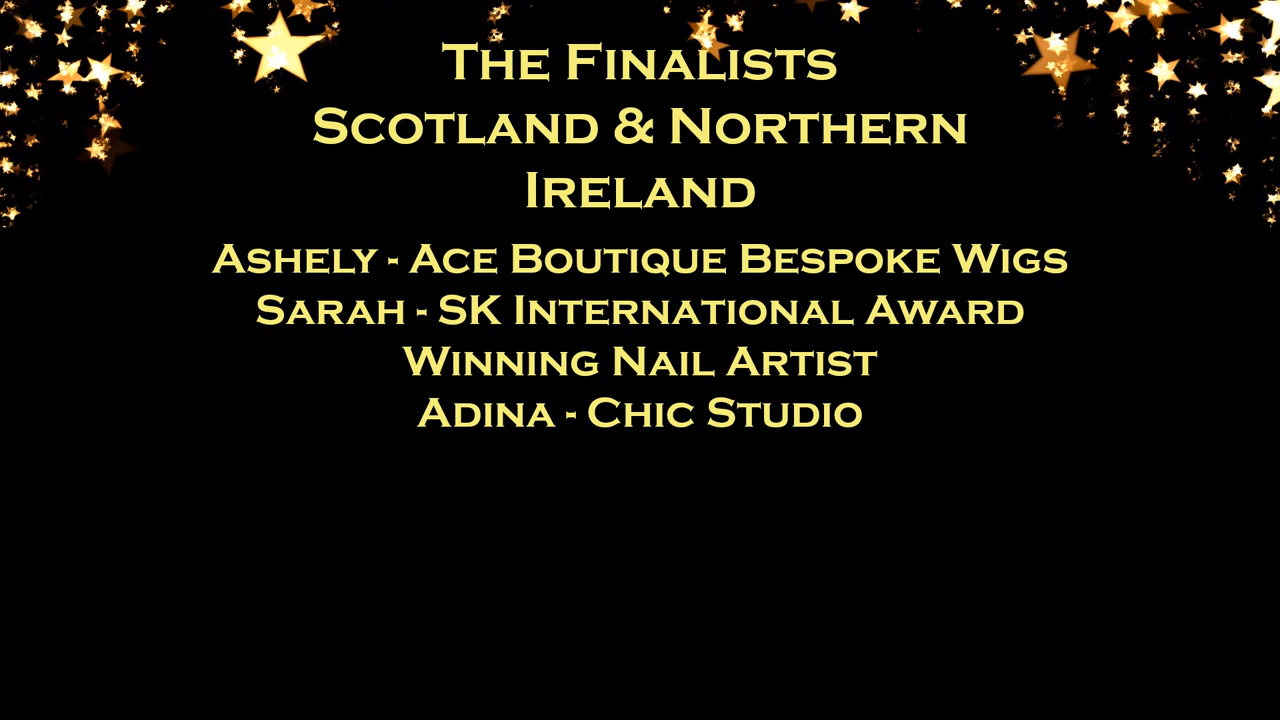 The Finalists
Scotland & Northern
Ireland
Ashely - Ace Boutique Bespoke Wigs
Sarah - SK International Award
Winning Nail Artist
Adina - Chic Studio